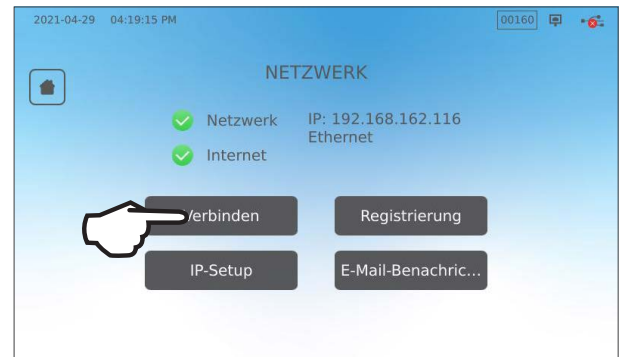 2021-04-29 04:19:15 PM 00160
NETZWERK
Netzwerk IP: 192.168.162.116
Ethernet
Internet
Verbinden Registrierung
IP-Setup E-Mail-Benachric...